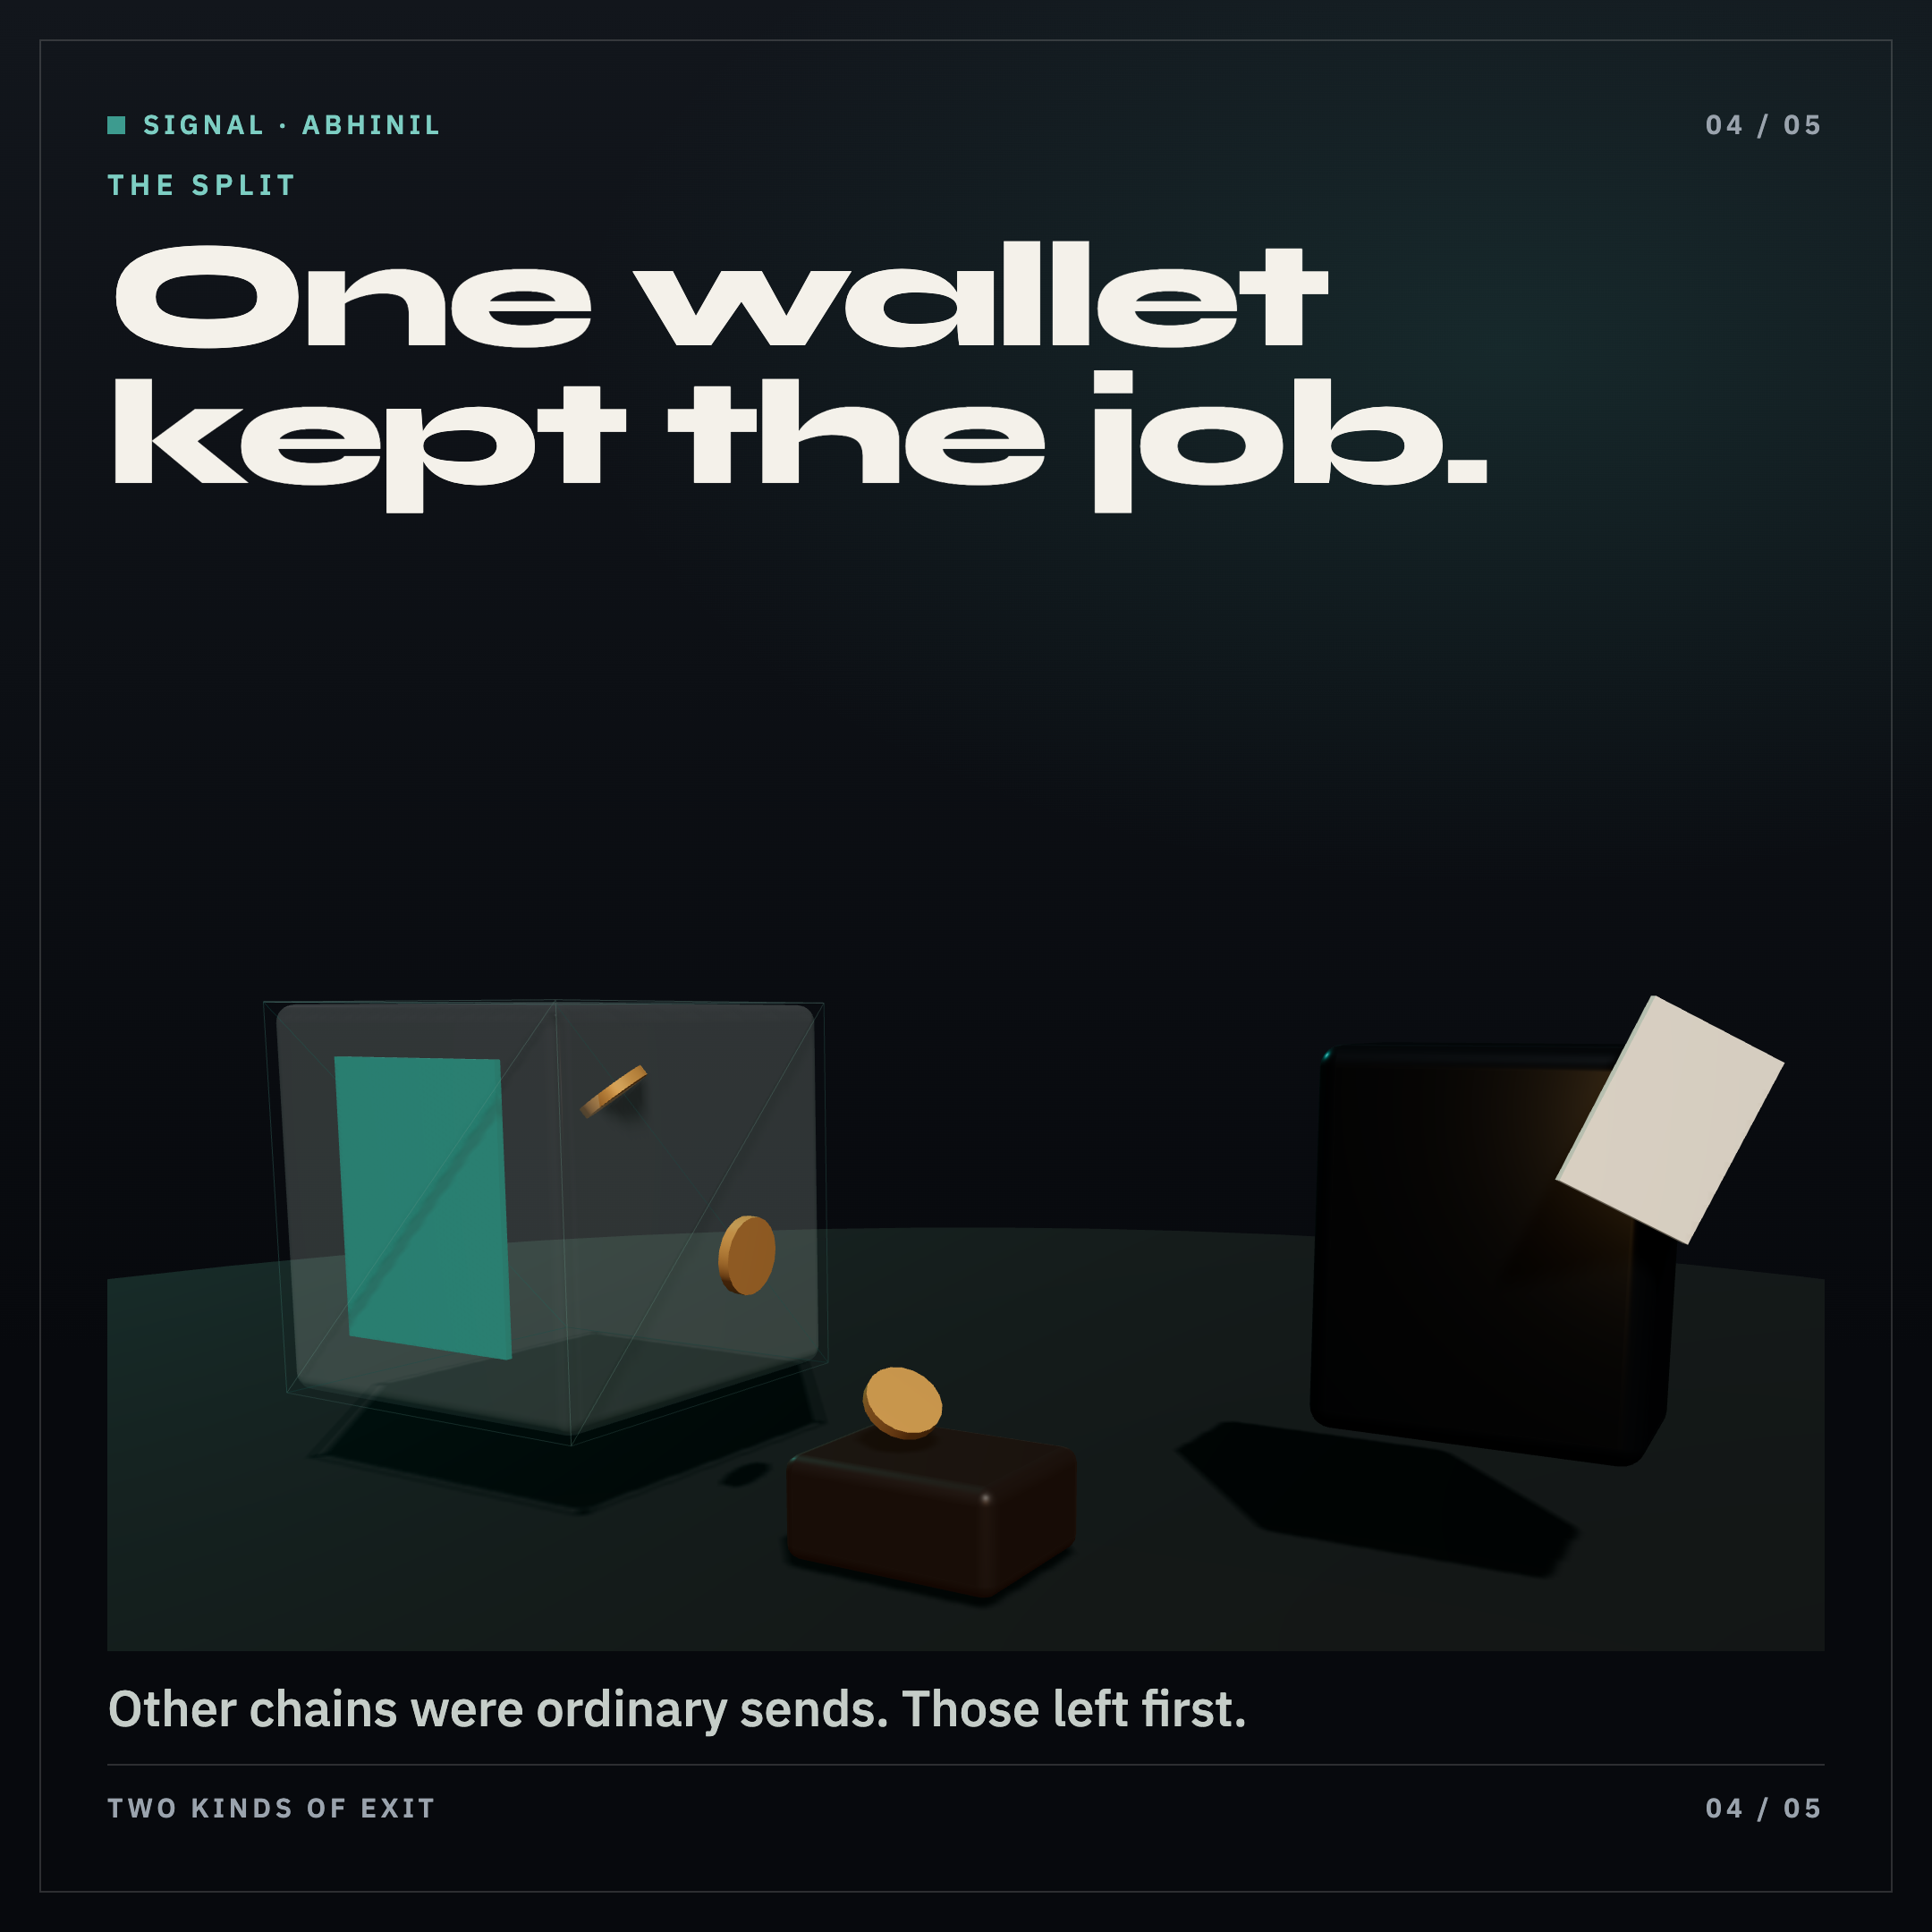 SIGNAL · ABHINIL
04 / 05
THE SPLIT
One wallet
kept the job.
Other chains were ordinary sends. Those left first.
TWO KINDS OF EXIT
04 / 05